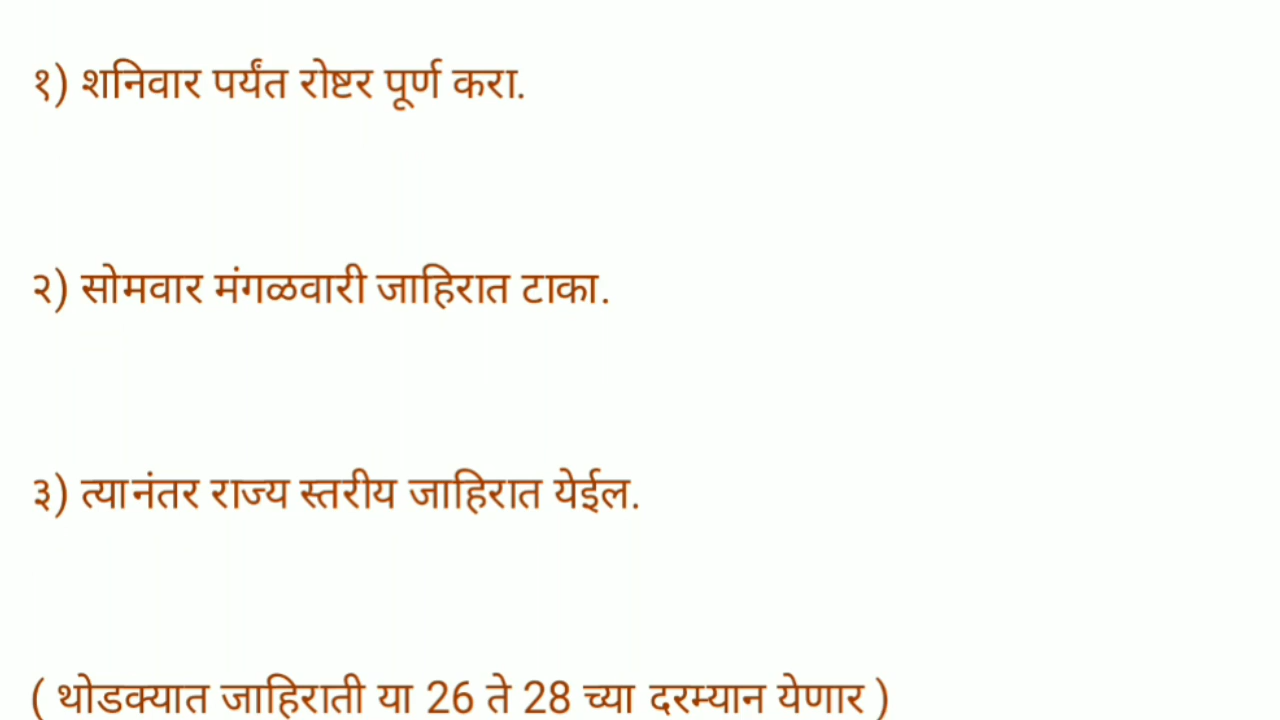 १) शनिवार पर्यंत रोष्टर पूर्ण करा.
२) सोमवार मंगळवारी जाहिरात टाका.
३) त्यानंतर राज्य स्तरीय जाहिरात येईल.
( थोडक्यात जाहिराती या 26 ते 28 च्या दरम्यान येणार )